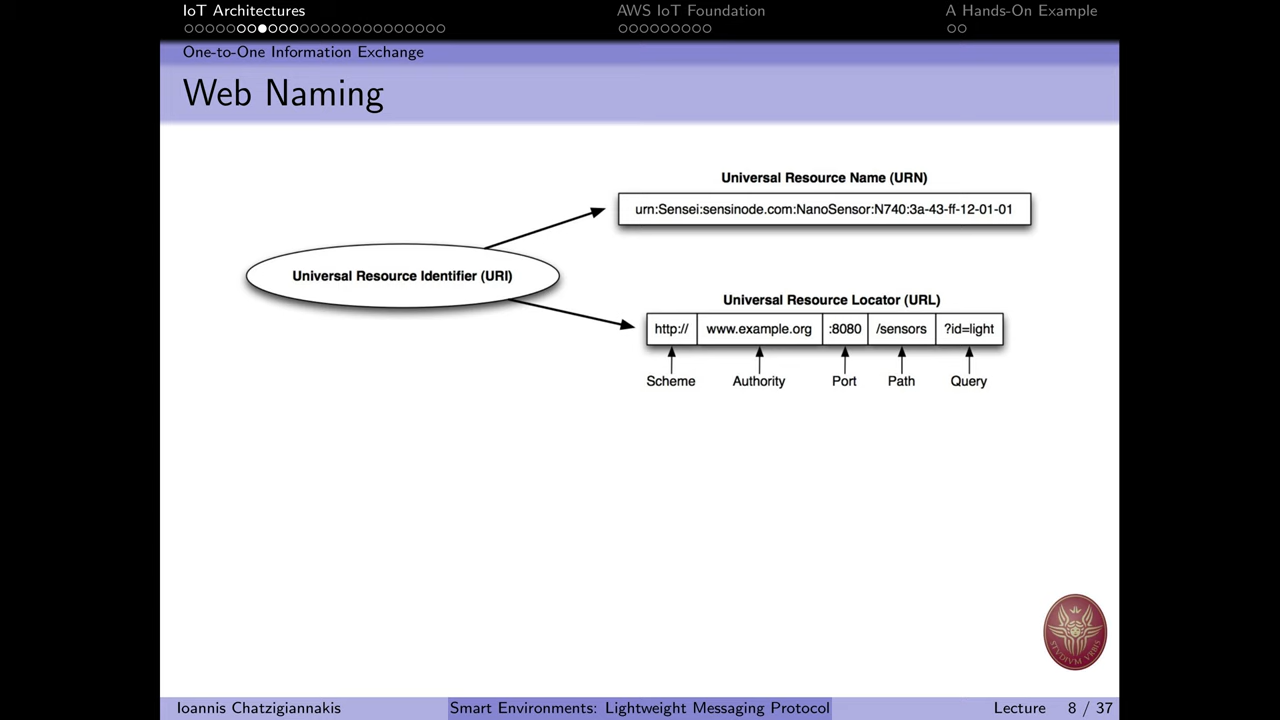 IoT Architectures
AWS IoT Foundation
A Hands-On Example
One-to-One Information Exchange
Web Naming
Universal Resource Name (URN)
urn:Sensei:sensinode.com:NanoSensor:N740:3a-43-ff-12-01-01
Universal Resource Identifier (URI)
Universal Resource Locator (URL)
http:// www.example.org :8080 /sensors ?id=light
Scheme Authority Port Path Query
STVDIVM VRBIS
Ioannis Chatzigiannakis Smart Environments: Lightweight Messaging Protocol Lecture 8 / 37